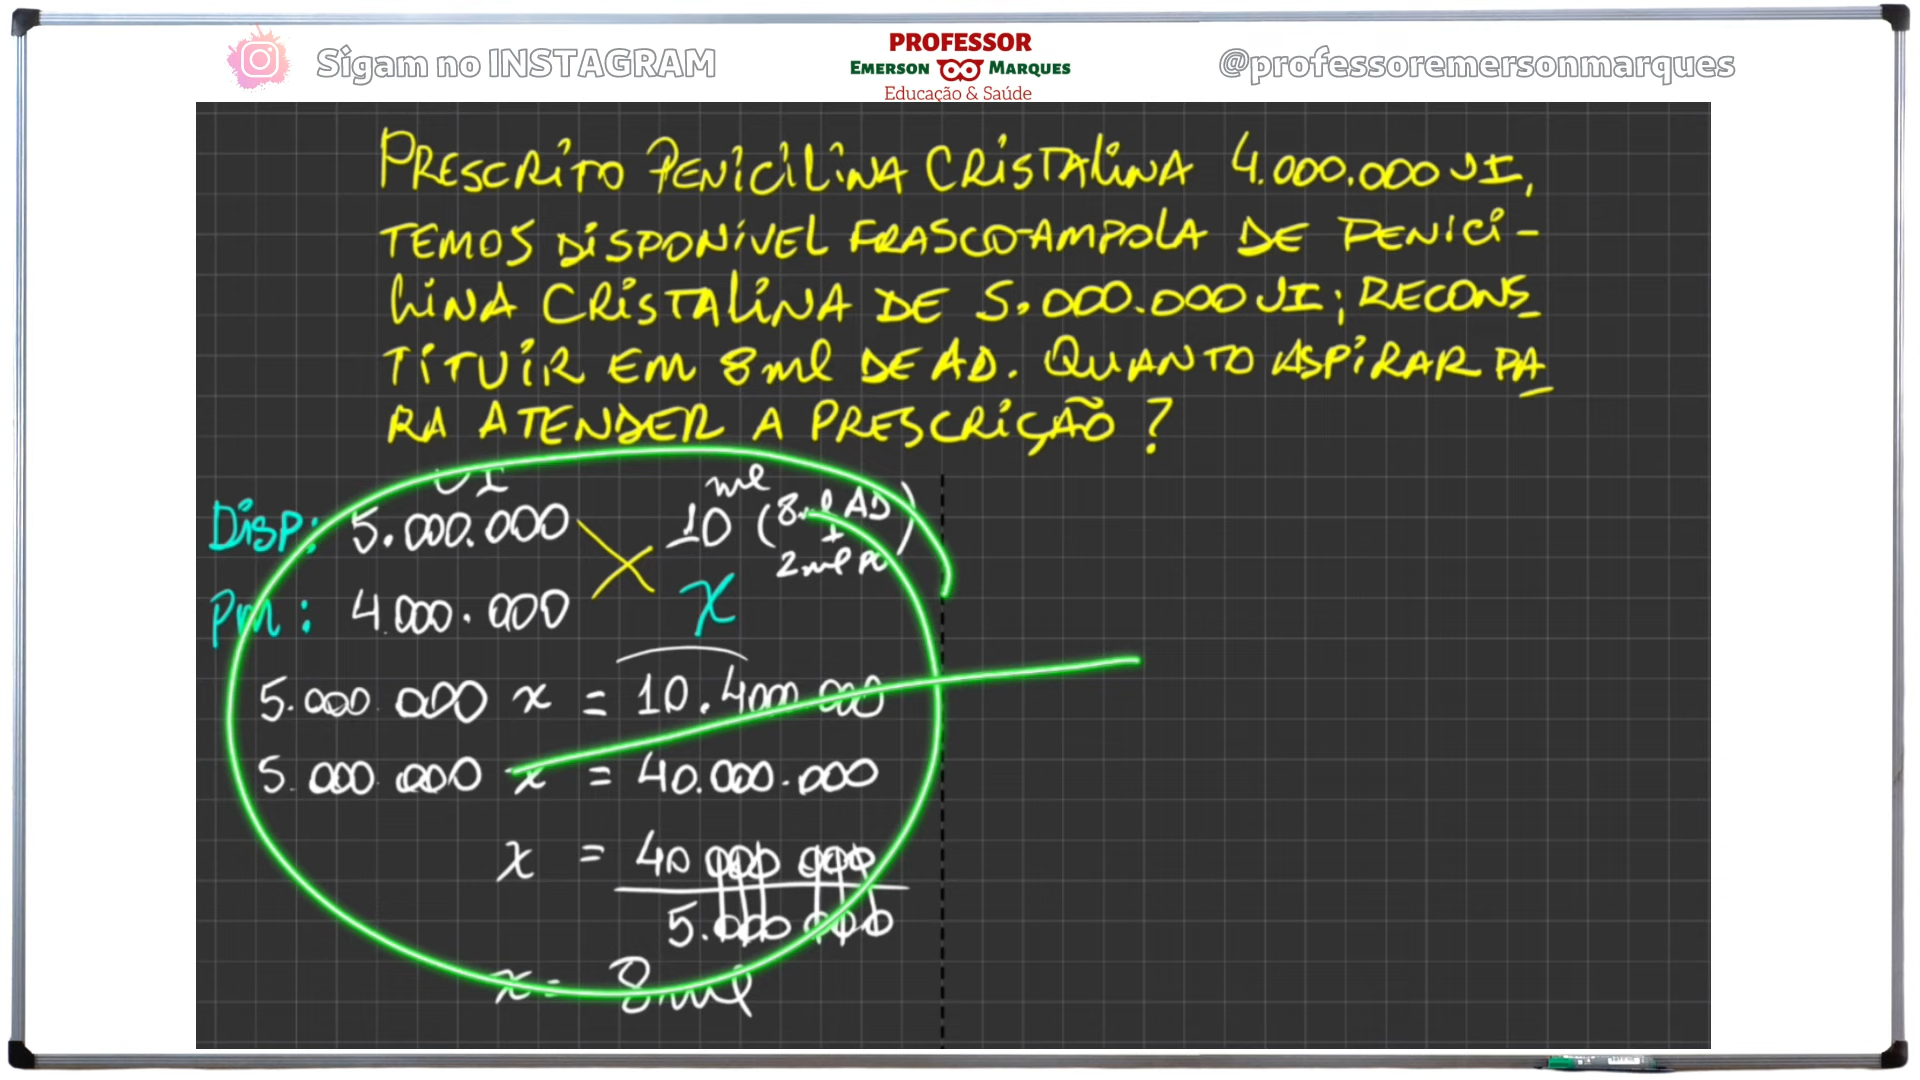 Sigam no INSTAGRAM
PROFESSOR
EMERSON MARQUES
Educação & Saúde
@professoremersonmarques
PRESCRITO PENICILINA CRISTALINA 4.000.000 UI,
TEMOS DISPONÍVEL FRASCO-AMPOLA DE PENICI-
LINA CRISTALINA DE 5.000.000 UI; RECONS
TITUIR EM 8ml DE AD. QUANTO ASPIRAR PA
RA ATENDER A PRESCRIÇÃO ?
UI ml
Disp: 5.000.000 10 (8ml AD
2ml PC)
Pm: 4.000.000 x
5.000.000 x = 10.4000.000
5.000.000 x = 40.000.000
x = 40 000 000
5.000 000
x = 8ml